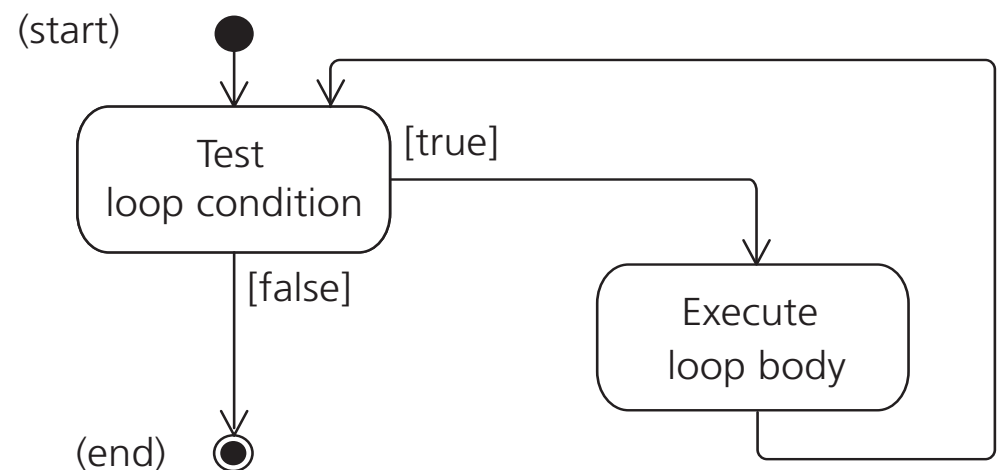 (start)
Test
loop condition
[true]
[false]
Execute
loop body
(end)